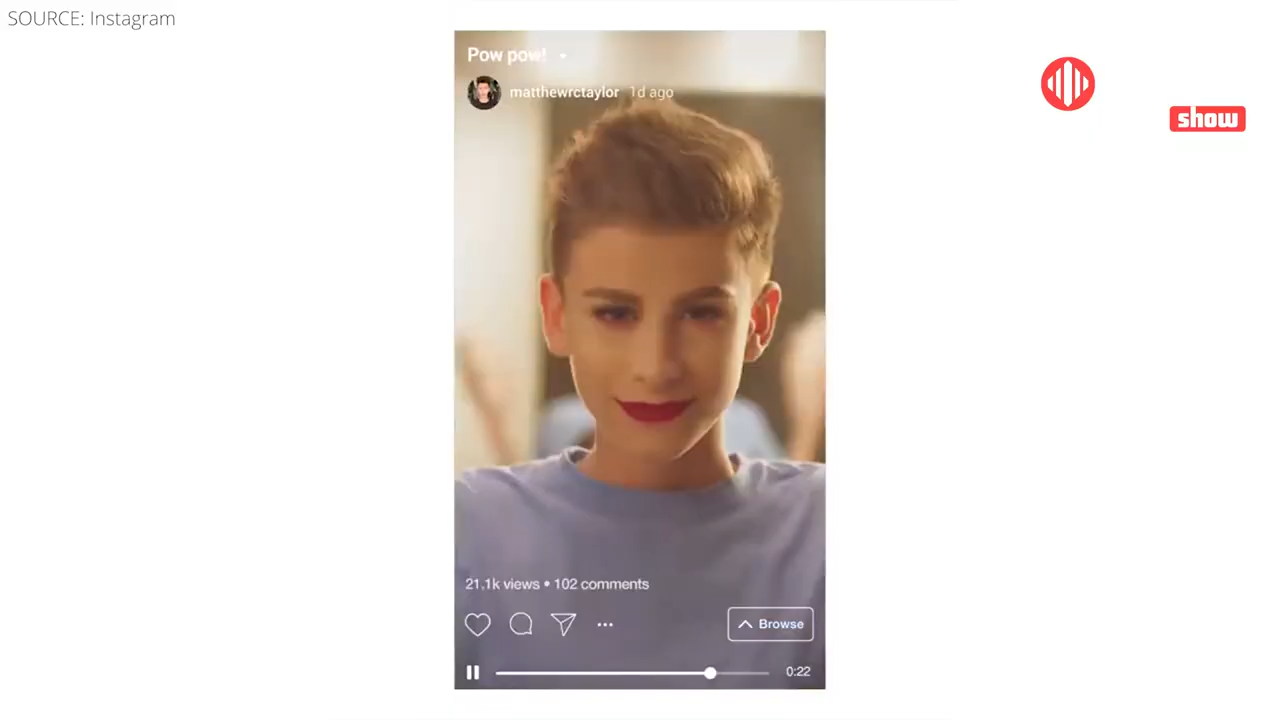 SOURCE: Instagram
Pow pow!
matthewrctaylor 1d ago
show
21.1k views • 102 comments
Browse
0:22